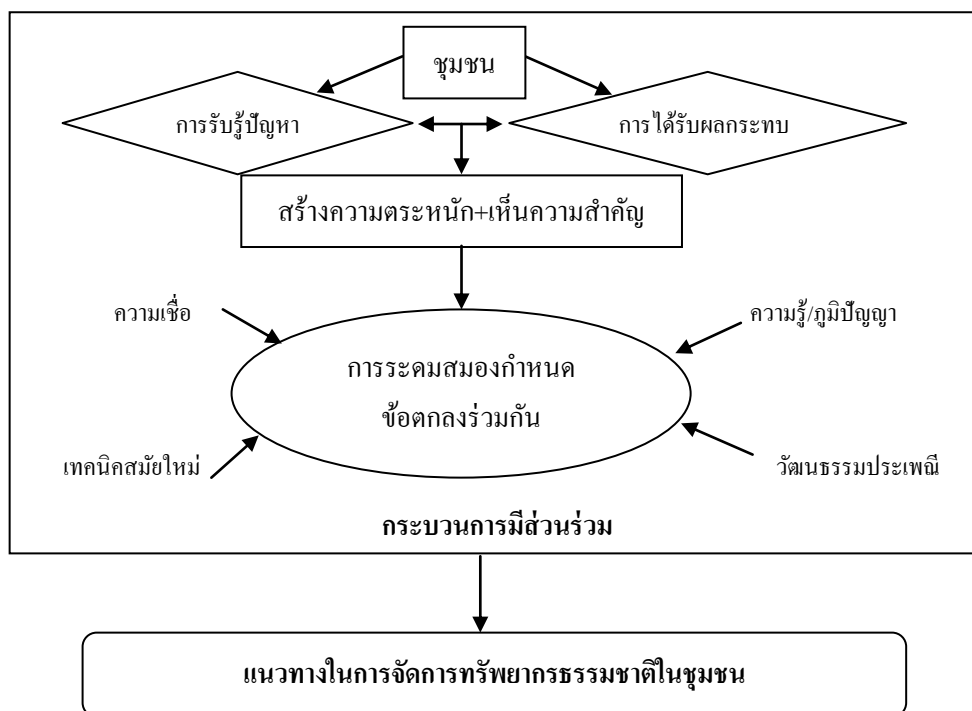 ชุมชน
การรับรู้ปัญหา
การได้รับผลกระทบ
สร้างความตระหนัก+เห็นความสำคัญ
ความเชื่อ
ความรู้/ภูมิปัญญา
การระดมสมองกำหนด
ข้อตกลงร่วมกัน
เทคนิคสมัยใหม่
วัฒนธรรมประเพณี
กระบวนการมีส่วนร่วม
แนวทางในการจัดการทรัพยากรธรรมชาติในชุมชน